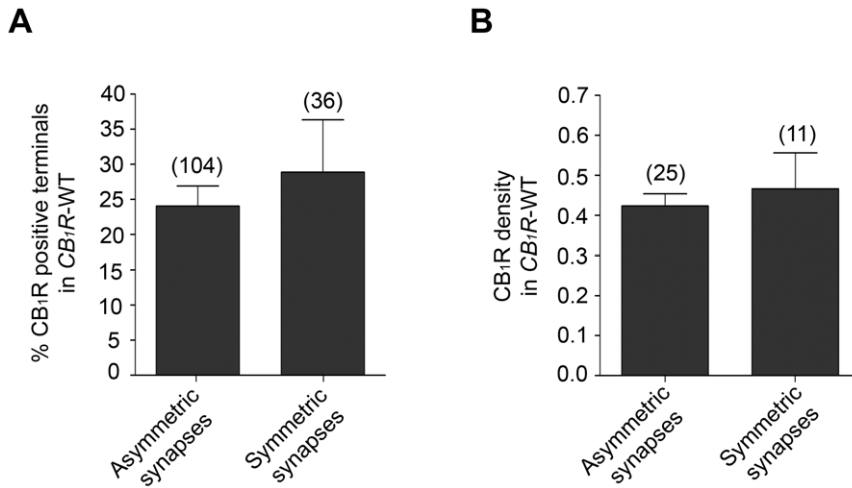 A
% CB₁R positive terminals
in CB₁R-WT
40
35
30
25
20
15
10
5
0
(104)
(36)
Asymmetric
synapses
Symmetric
synapses
B
CB₁R density
in CB₁R-WT
0.7
0.6
0.5
0.4
0.3
0.2
0.1
0.0
(25)
(11)
Asymmetric
synapses
Symmetric
synapses